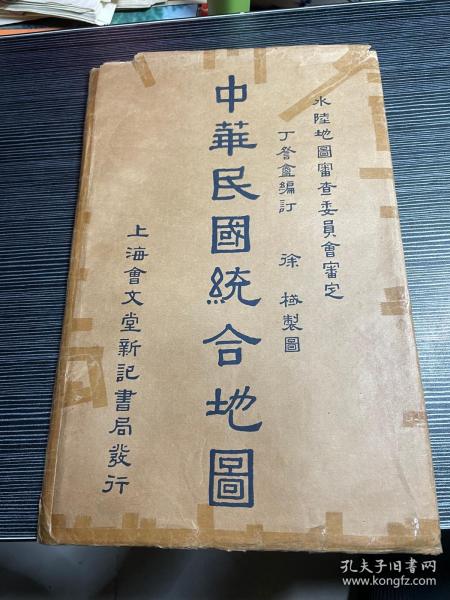 水陸地圖審查委員會審定
丁詧盦編訂　徐梅製圖
中華民國統合地圖
上海會文堂新記書局發行
孔夫子旧书网
www.kongfz.com